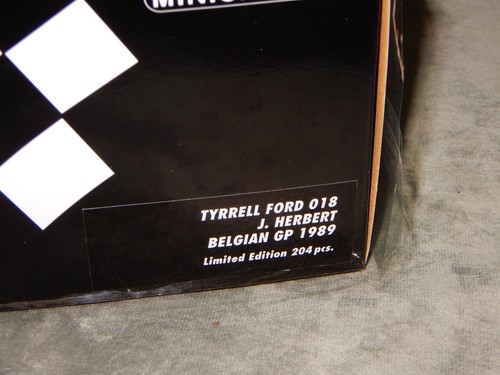 TYRRELL FORD 018
J. HERBERT
BELGIAN GP 1989
Limited Edition 204 pcs.